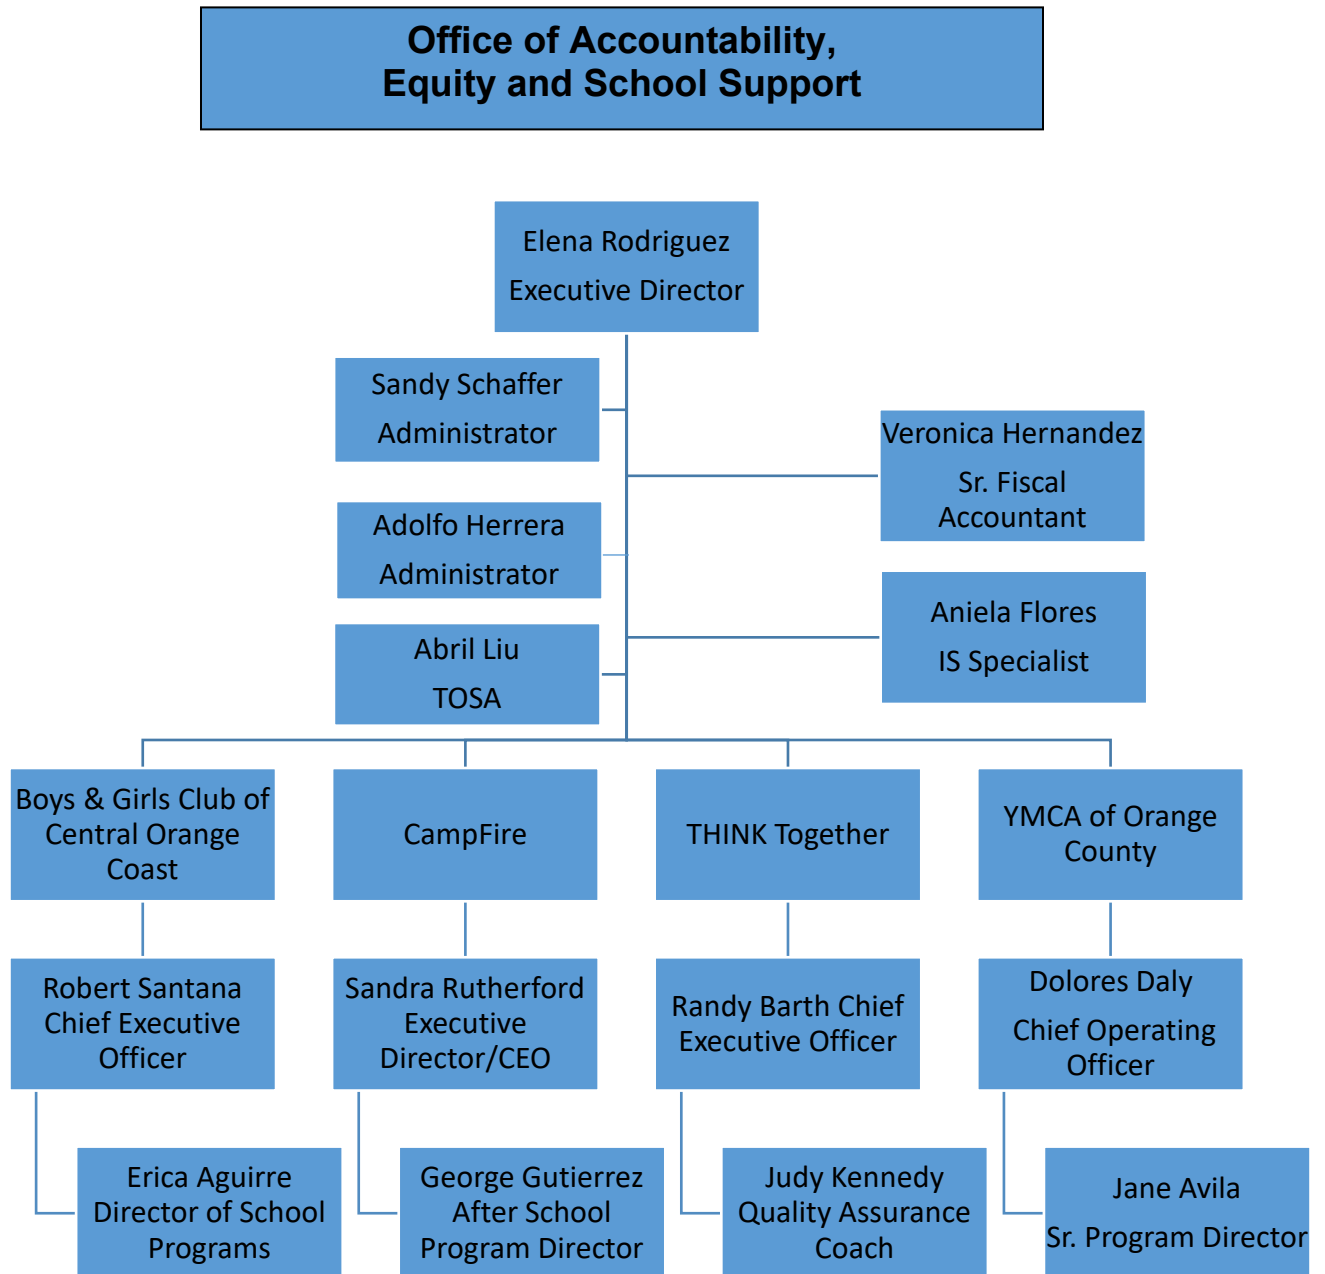 Office of Accountability,
Equity and School Support
Elena Rodriguez
Executive Director
Sandy Schaffer
Administrator
Veronica Hernandez
Sr. Fiscal
Accountant
Adolfo Herrera
Administrator
Aniela Flores
IS Specialist
Abril Liu
TOSA
Boys & Girls Club of
Central Orange
Coast
CampFire
THINK Together
YMCA of Orange
County
Robert Santana
Chief Executive
Officer
Sandra Rutherford
Executive
Director/CEO
Randy Barth Chief
Executive Officer
Dolores Daly
Chief Operating
Officer
Erica Aguirre
Director of School
Programs
George Gutierrez
After School
Program Director
Judy Kennedy
Quality Assurance
Coach
Jane Avila
Sr. Program Director